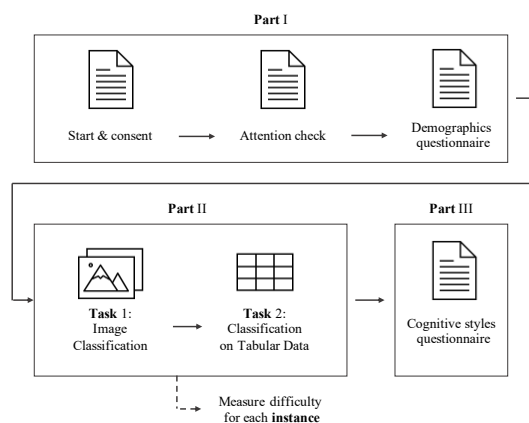 Part I
Start & consent
Attention check
Demographics
questionnaire
Part II
Part III
Task 1:
Image
Classification
Task 2:
Classification
on Tabular Data
Cognitive styles
questionnaire
Measure difficulty
for each instance